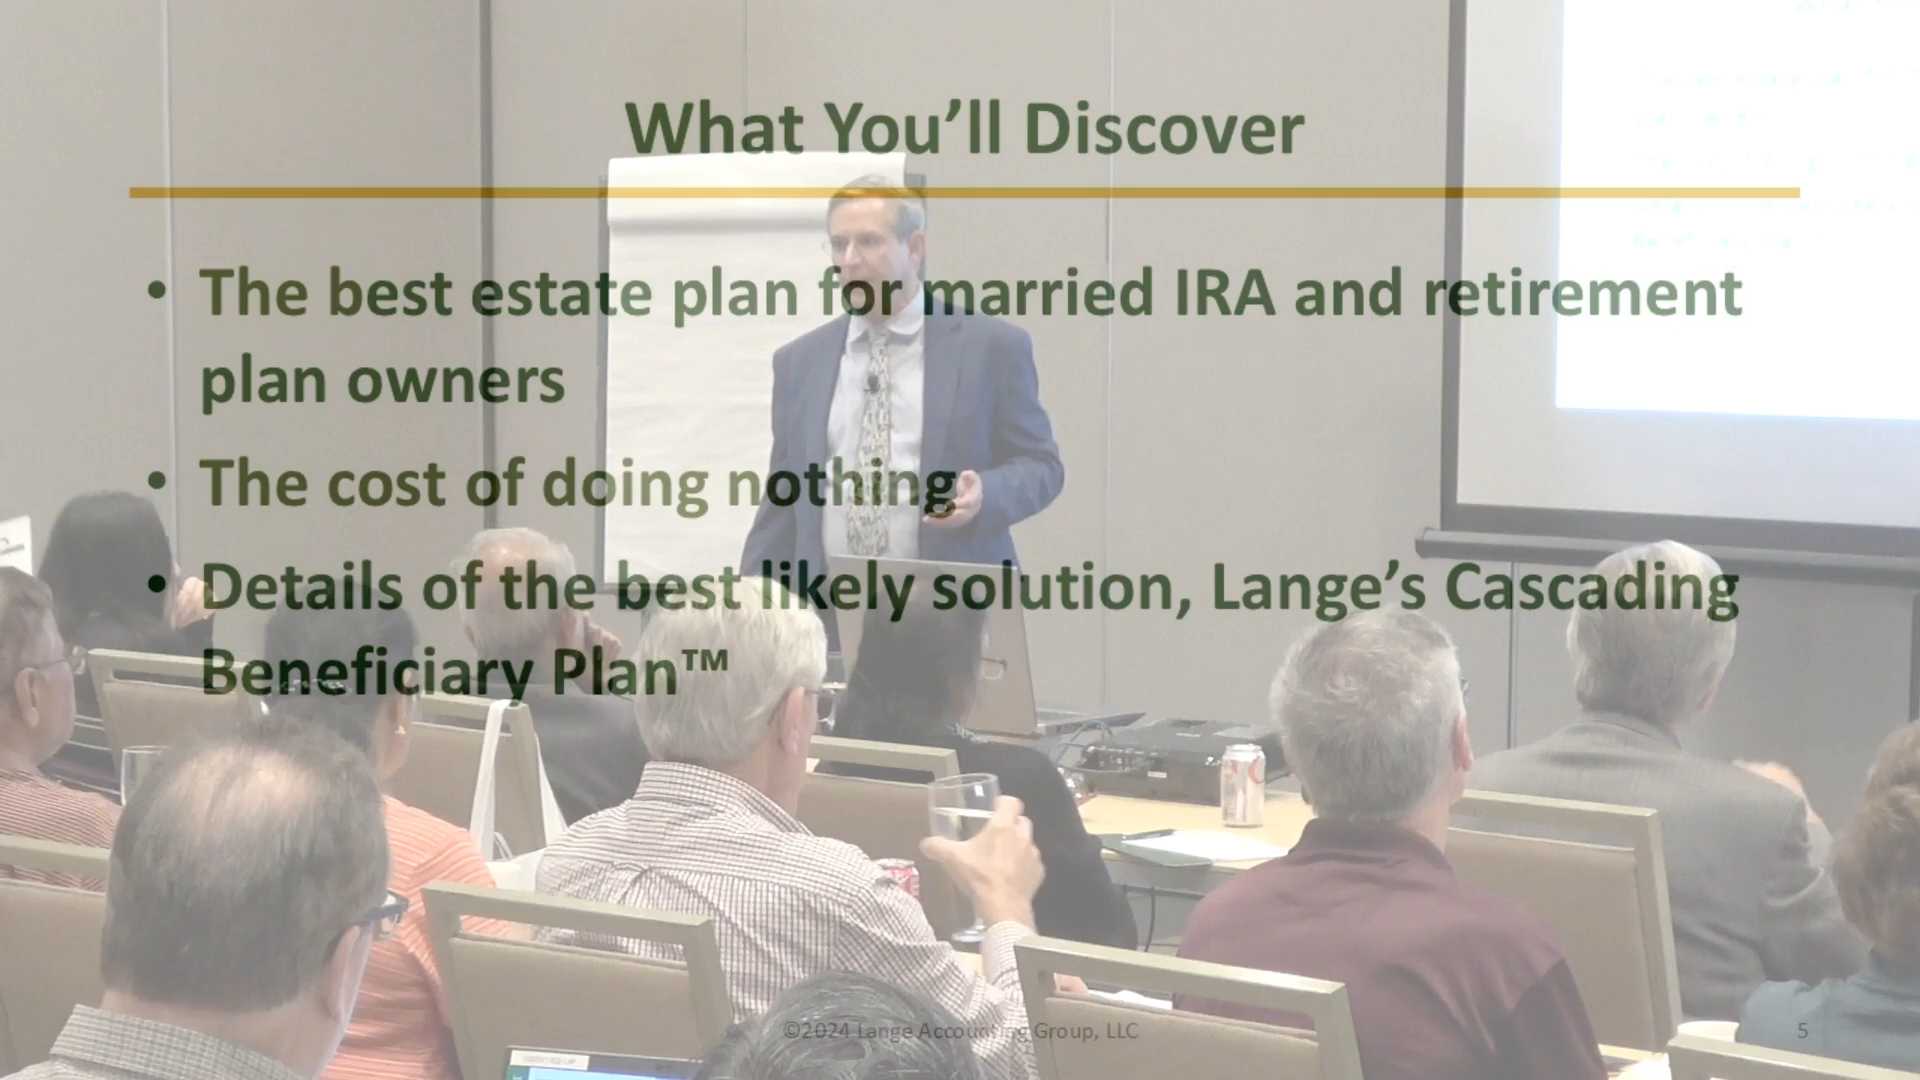 What You’ll Discover
• The best estate plan for married IRA and retirement
plan owners
• The cost of doing nothing
• Details of the best likely solution, Lange’s Cascading
Beneficiary Plan™
©2024 Lange Accounting Group, LLC
5